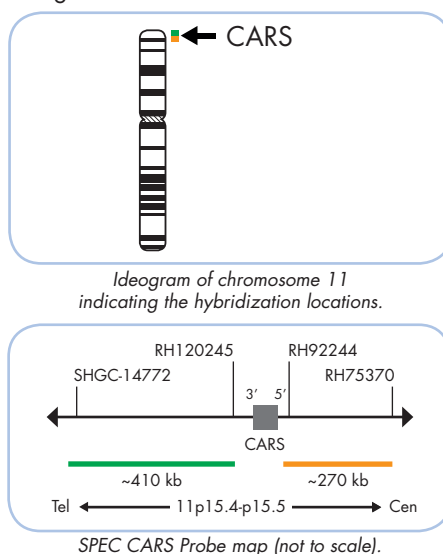 CARS
Ideogram of chromosome 11
indicating the hybridization locations.
RH120245 RH92244
SHGC-14772 RH75370
3’ 5’
CARS
~410 kb ~270 kb
Tel 11p15.4-p15.5 Cen
SPEC CARS Probe map (not to scale).